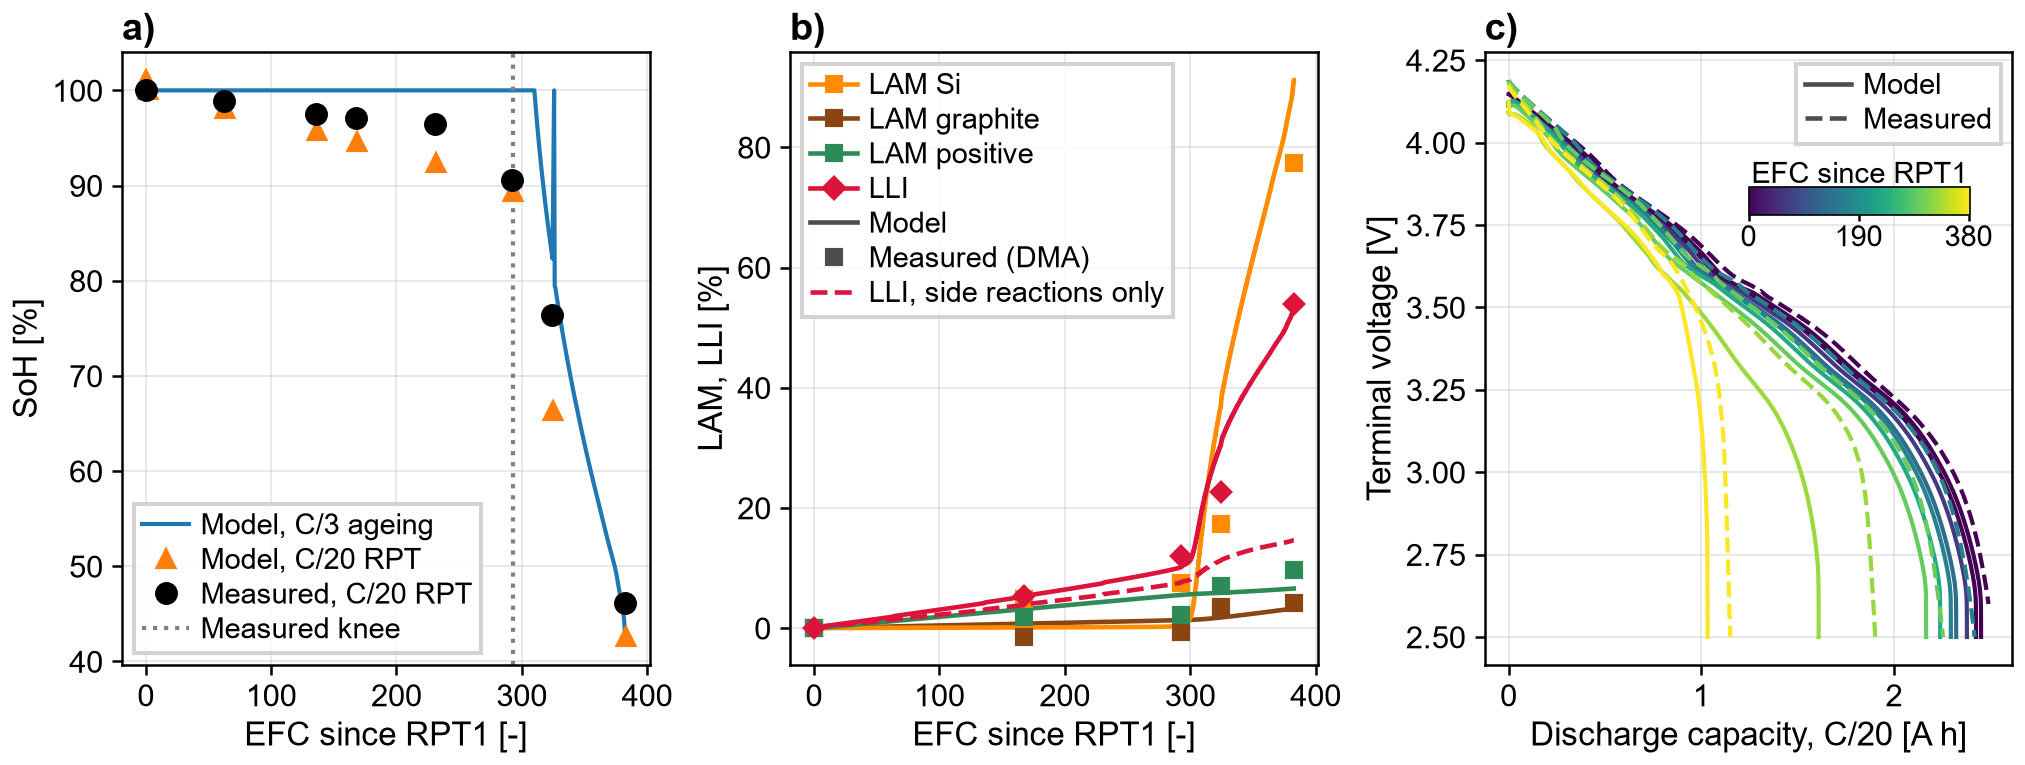 a)
SoH [%]
100
90
80
70
60
50
40
Model, C/3 ageing
Model, C/20 RPT
Measured, C/20 RPT
Measured knee
0
100
200
300
400
EFC since RPT1 [-]
b)
LAM, LLI [%]
80
60
40
20
0
LAM Si
LAM graphite
LAM positive
LLI
Model
Measured (DMA)
LLI, side reactions only
0
100
200
300
400
EFC since RPT1 [-]
c)
Terminal voltage [V]
4.25
4.00
3.75
3.50
3.25
3.00
2.75
2.50
Model
Measured
EFC since RPT1
0
190
380
0
1
2
Discharge capacity, C/20 [A h]